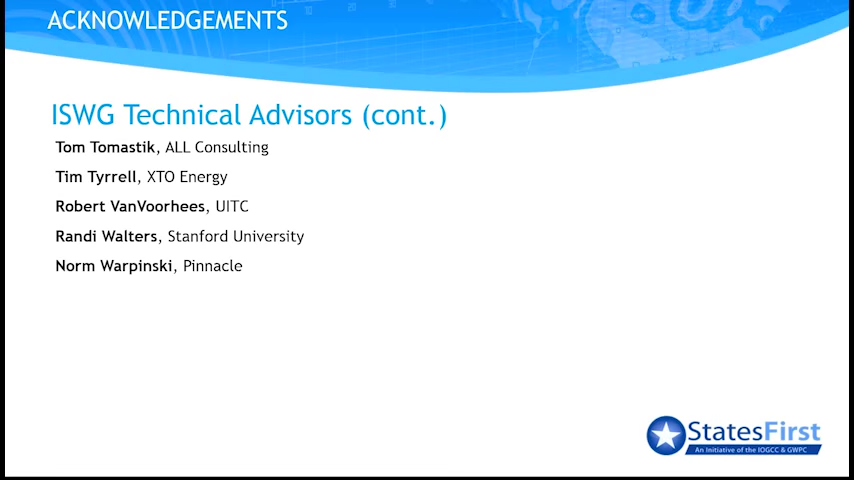 ACKNOWLEDGEMENTS
ISWG Technical Advisors (cont.)
Tom Tomastik, ALL Consulting
Tim Tyrrell, XTO Energy
Robert VanVoorhees, UITC
Randi Walters, Stanford University
Norm Warpinski, Pinnacle
StatesFirst
An Initiative of the IOGCC & GWPC